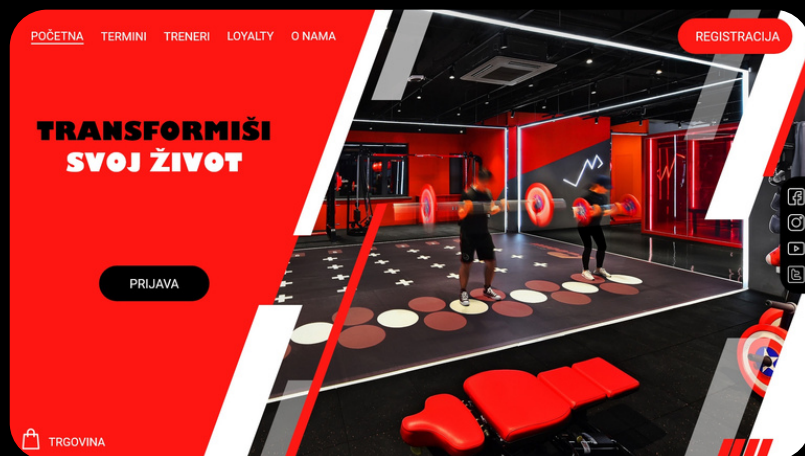 POČETNA TERMINI TRENERI LOYALTY O NAMA
REGISTRACIJA
TRANSFORMIŠI
SVOJ ŽIVOT
PRIJAVA
TRGOVINA